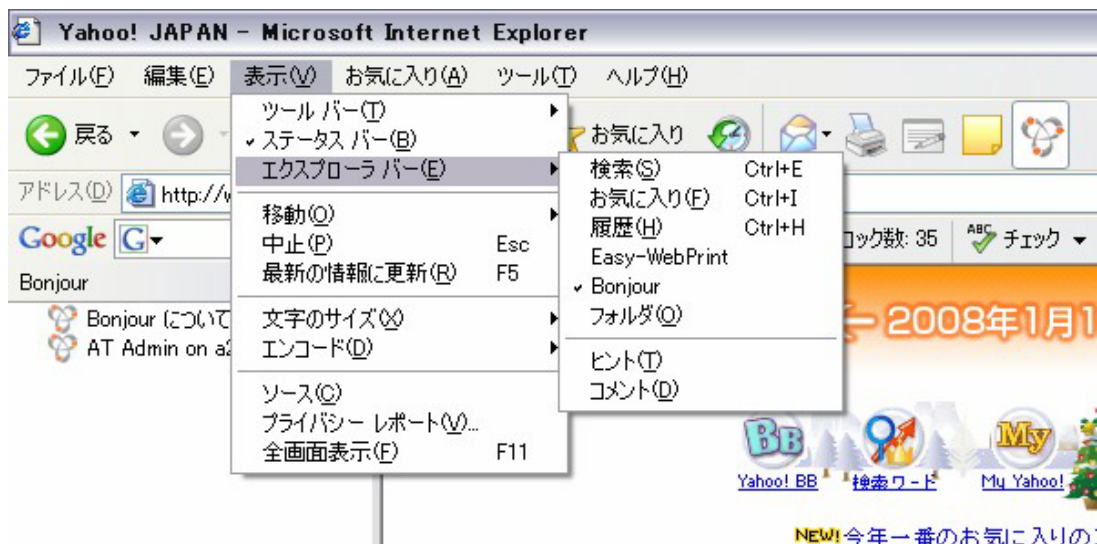 Yahoo! JAPAN - Microsoft Internet Explorer
ファイル(F) 編集(E) 表示(V) お気に入り(A) ツール(T) ヘルプ(H)
戻る
お気に入り
アドレス(D) http://
Google G
ロック数: 35 ABC チェック
Bonjour
Bonjour について
AT Admin on
ツール バー(T)
✓ ステータス バー(B)
エクスプローラ バー(E)
移動(O)
中止(P) Esc
最新の情報に更新(R) F5
文字のサイズ(X)
エンコード(D)
ソース(C)
プライバシー レポート(V)...
全画面表示(F) F11
検索(S) Ctrl+E
お気に入り(F) Ctrl+I
履歴(H) Ctrl+H
Easy-WebPrint
✓ Bonjour
フォルダ(O)
ヒント(T)
コメント(D)
2008年1月1
BB My
Yahoo! BB 検索ワード My Yahoo!
NEW! 今年一番のお気に入りの